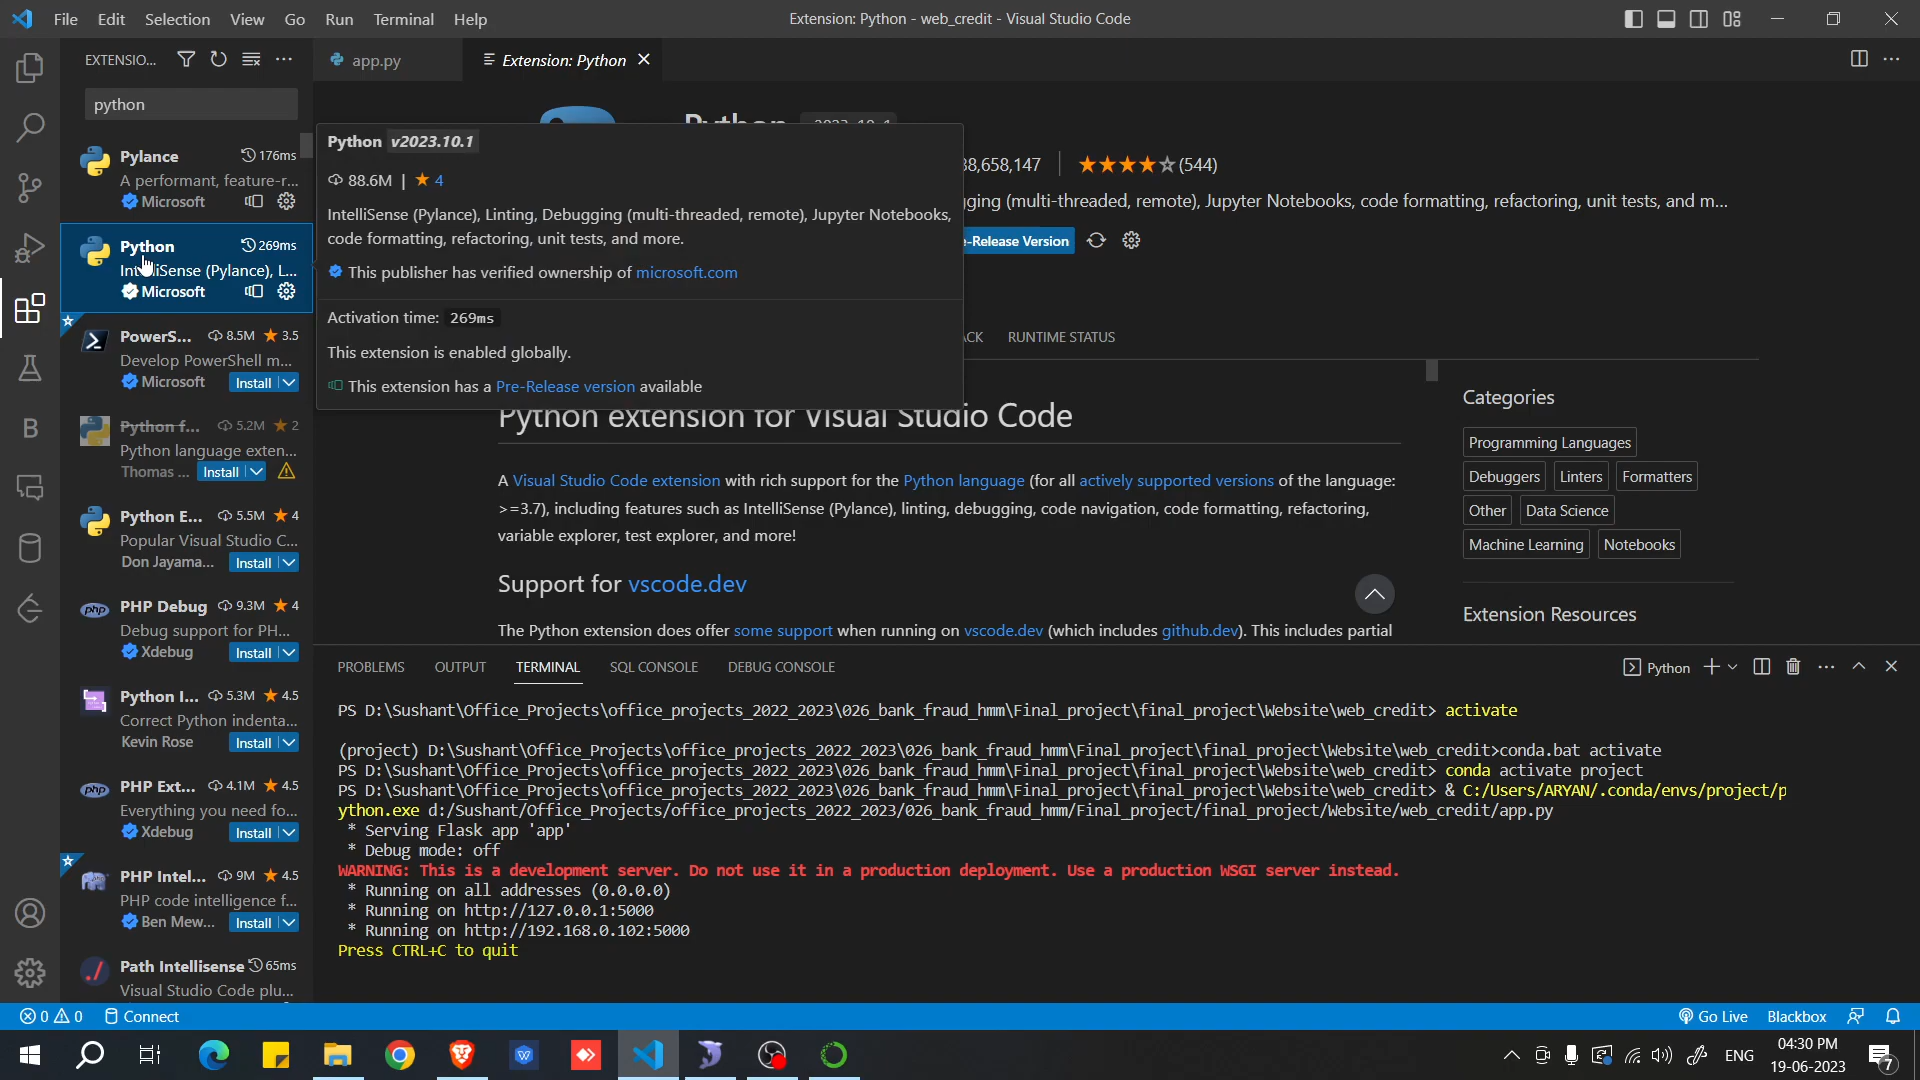 File Edit Selection View Go Run Terminal Help
Extension: Python - web_credit - Visual Studio Code
EXTENSIO...
app.py
Extension: Python
python
Pylance 176ms
A performant, feature-r...
Microsoft
Python 269ms
IntelliSense (Pylance), L...
Microsoft
PowerS... 8.5M 3.5
Develop PowerShell m...
Microsoft Install
Python f... 5.2M 2
Python language exten...
Thomas ... Install
Python E... 5.5M 4
Popular Visual Studio C...
Don Jayama... Install
PHP Debug 9.3M 4
Debug support for PH...
Xdebug Install
Python I... 5.3M 4.5
Correct Python indenta...
Kevin Rose Install
PHP Ext... 4.1M 4.5
Everything you need fo...
Xdebug Install
PHP Intel... 9M 4.5
PHP code intelligence f...
Ben Mew... Install
Path Intellisense 65ms
Visual Studio Code plu...
Python v2023.10.1
88.6M | 4
IntelliSense (Pylance), Linting, Debugging (multi-threaded, remote), Jupyter Notebooks,
code formatting, refactoring, unit tests, and more.
This publisher has verified ownership of microsoft.com
Activation time: 269ms
This extension is enabled globally.
This extension has a Pre-Release version available
38,658,147 (544)
ging (multi-threaded, remote), Jupyter Notebooks, code formatting, refactoring, unit tests, and m...
e-Release Version
CK RUNTIME STATUS
Python extension for Visual Studio Code
A Visual Studio Code extension with rich support for the Python language (for all actively supported versions of the language:
>=3.7), including features such as IntelliSense (Pylance), linting, debugging, code navigation, code formatting, refactoring,
variable explorer, test explorer, and more!
Support for vscode.dev
The Python extension does offer some support when running on vscode.dev (which includes github.dev). This includes partial
Categories
Programming Languages
Debuggers Linters Formatters
Other Data Science
Machine Learning Notebooks
Extension Resources
PROBLEMS OUTPUT TERMINAL SQL CONSOLE DEBUG CONSOLE
Python
PS D:\Sushant\Office_Projects\office_projects_2022_2023\026_bank_fraud_hmm\Final_project\final_project\Website\web_credit> activate
(project) D:\Sushant\Office_Projects\office_projects_2022_2023\026_bank_fraud_hmm\Final_project\final_project\Website\web_credit>conda.bat activate
PS D:\Sushant\Office_Projects\office_projects_2022_2023\026_bank_fraud_hmm\Final_project\final_project\Website\web_credit> conda activate project
PS D:\Sushant\Office_Projects\office_projects_2022_2023\026_bank_fraud_hmm\Final_project\final_project\Website\web_credit> & C:/Users/ARYAN/.conda/envs/project/p
ython.exe d:/Sushant/Office_Projects/office_projects_2022_2023/026_bank_fraud_hmm/Final_project/final_project/Website/web_credit/app.py
* Serving Flask app 'app'
* Debug mode: off
WARNING: This is a development server. Do not use it in a production deployment. Use a production WSGI server instead.
* Running on all addresses (0.0.0.0)
* Running on http://127.0.0.1:5000
* Running on http://192.168.0.102:5000
Press CTRL+C to quit
0 0 Connect
Go Live Blackbox
ENG
04:30 PM
19-06-2023
7